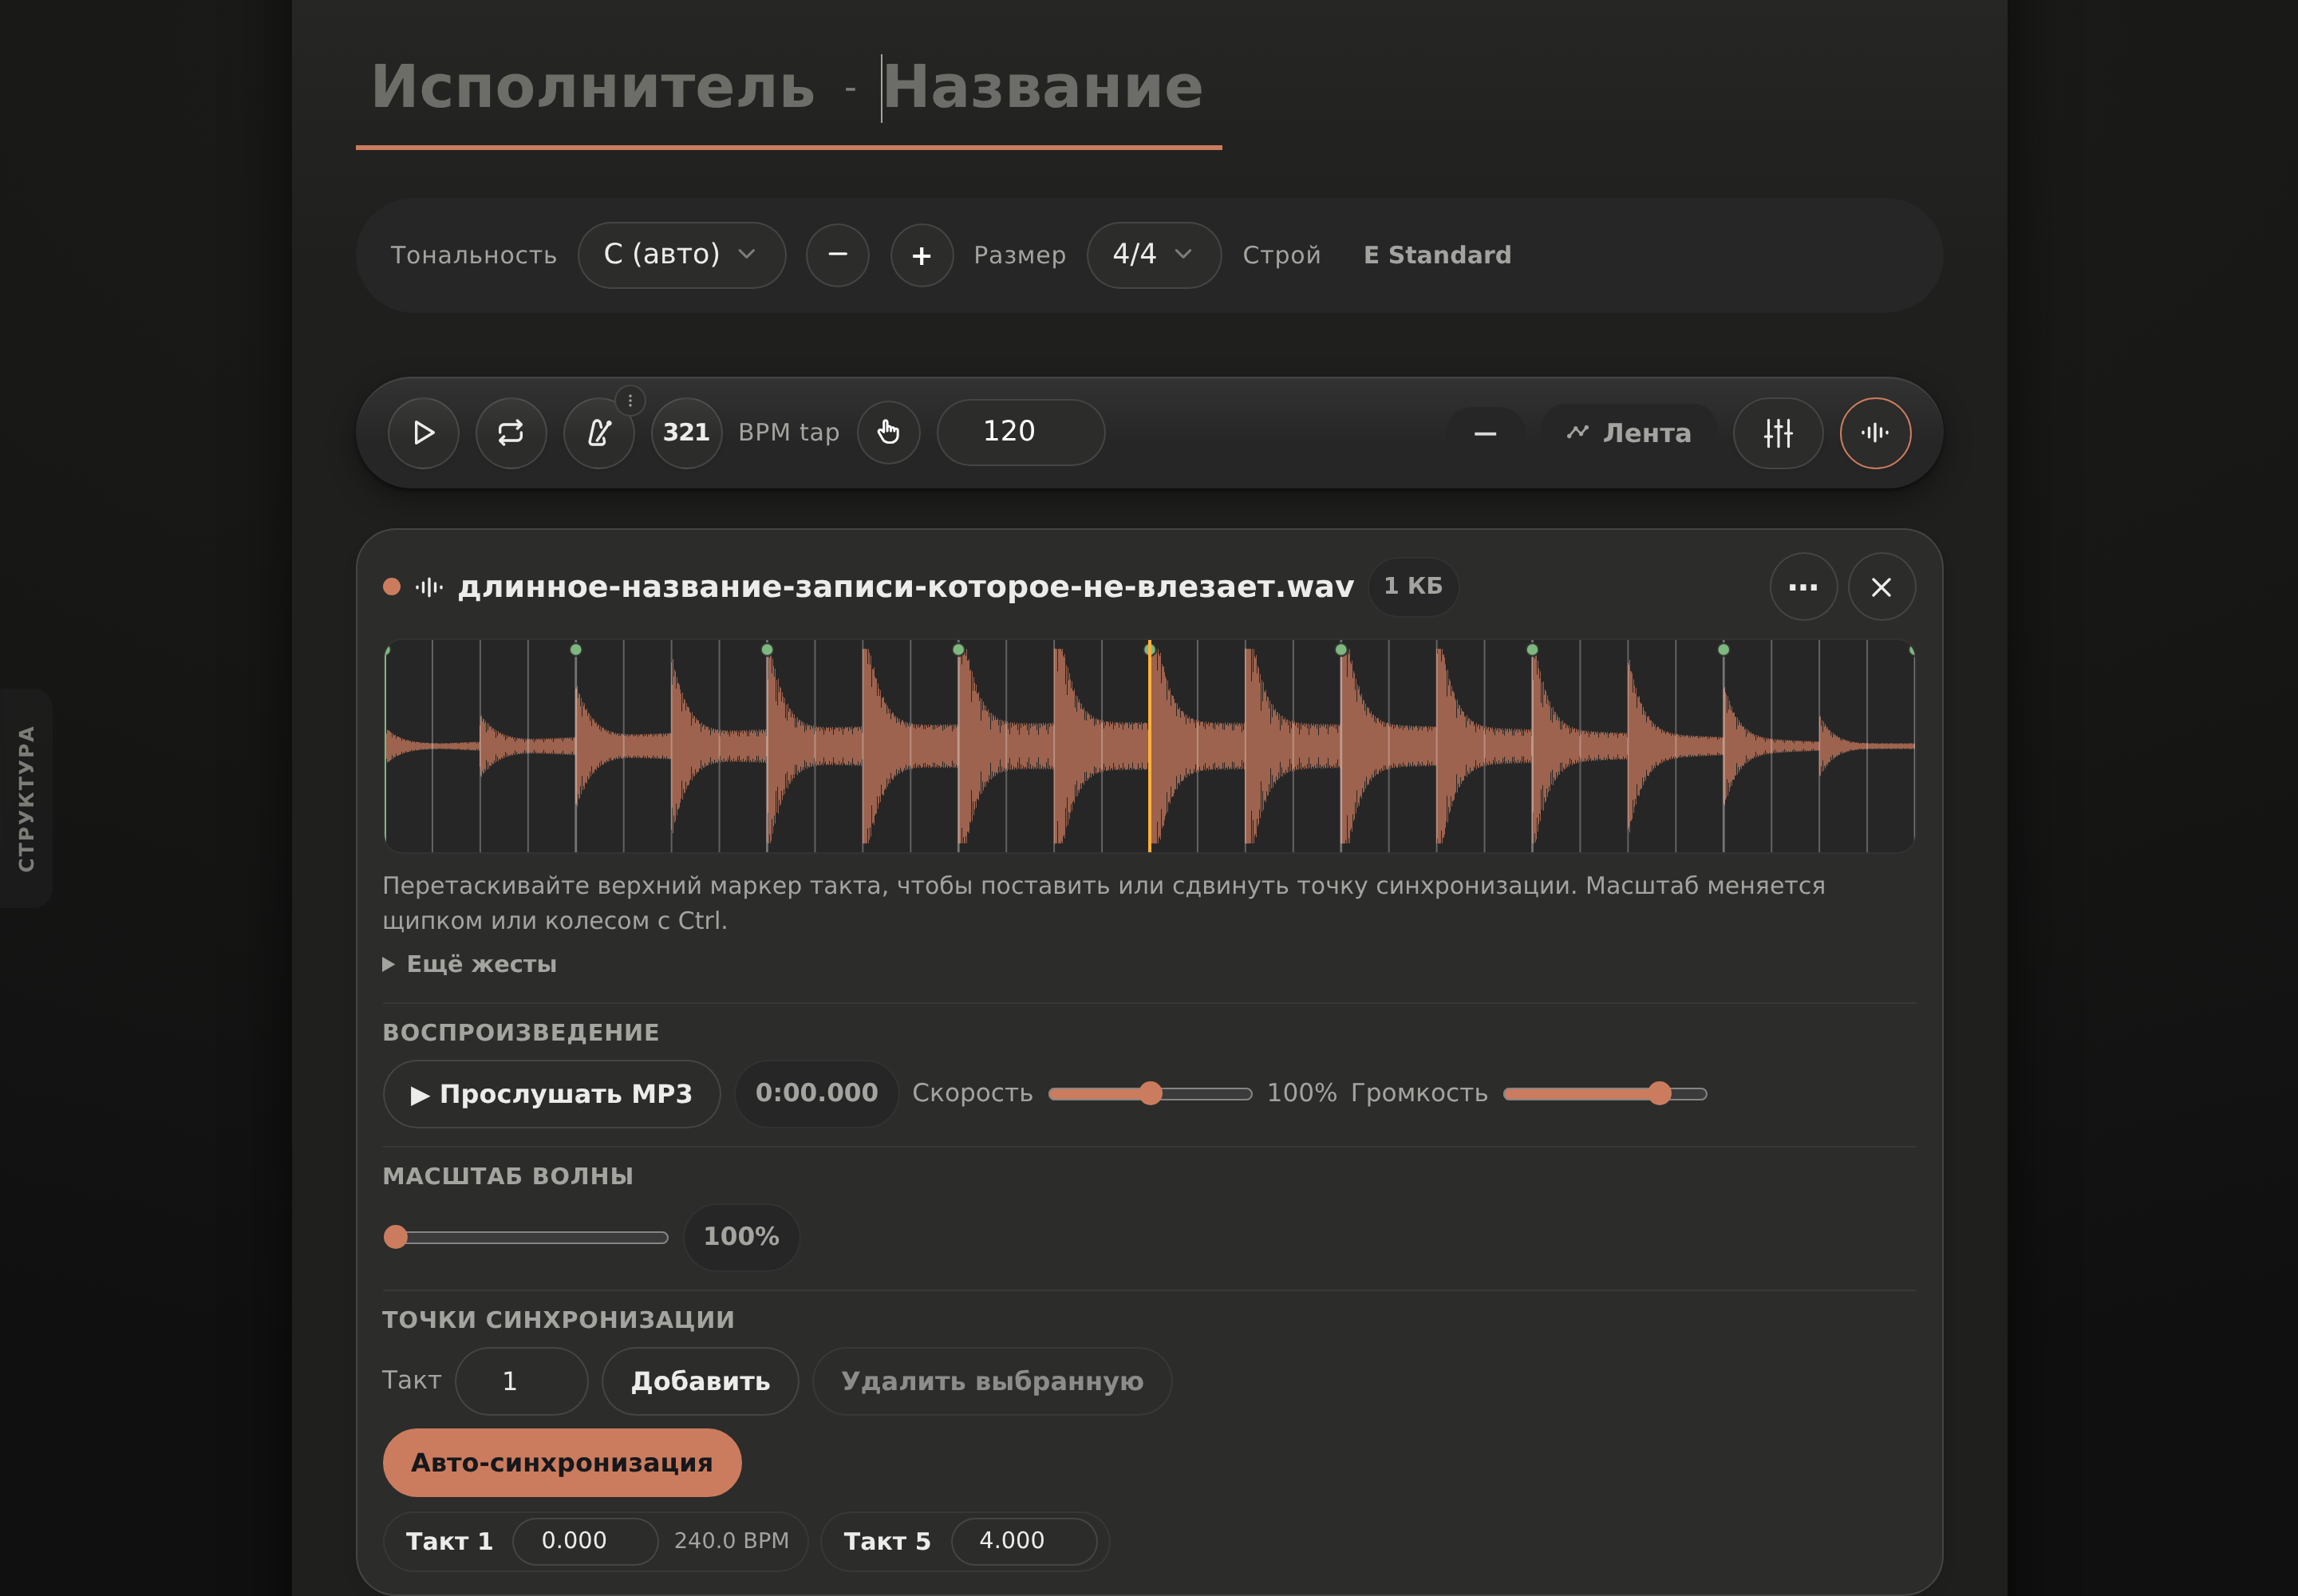 Исполнитель - Название
Тональность C (авто) − + Размер 4/4 Строй E Standard
321 BPM tap 120 — Лента
длинное-название-записи-которое-не-влезает.wav 1 КБ ···
СТРУКТУРА
Перетаскивайте верхний маркер такта, чтобы поставить или сдвинуть точку синхронизации. Масштаб меняется
щипком или колесом с Ctrl.
▶ Ещё жесты
ВОСПРОИЗВЕДЕНИЕ
▶ Прослушать MP3 0:00.000 Скорость 100% Громкость
МАСШТАБ ВОЛНЫ
100%
ТОЧКИ СИНХРОНИЗАЦИИ
Такт 1 Добавить Удалить выбранную
Авто-синхронизация
Такт 1 0.000 240.0 BPM Такт 5 4.000